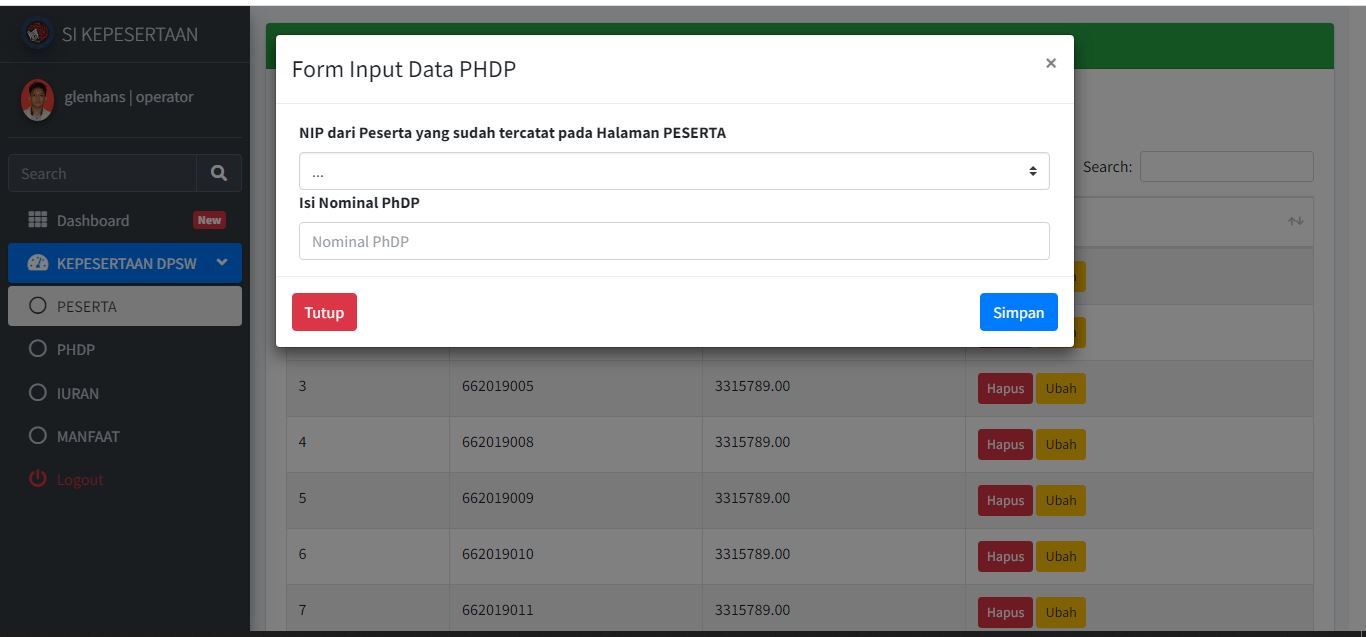 SI KEPESERTAAN
glenhans | operator
Search
Dashboard New
KEPESERTAAN DPSW
PESERTA
PHDP
IURAN
MANFAAT
Logout
Form Input Data PHDP ×
NIP dari Peserta yang sudah tercatat pada Halaman PESERTA
...
Isi Nominal PhDP
Nominal PhDP
Tutup Simpan
Search:
3 662019005 3315789.00 Hapus Ubah
4 662019008 3315789.00 Hapus Ubah
5 662019009 3315789.00 Hapus Ubah
6 662019010 3315789.00 Hapus Ubah
7 662019011 3315789.00 Hapus Ubah